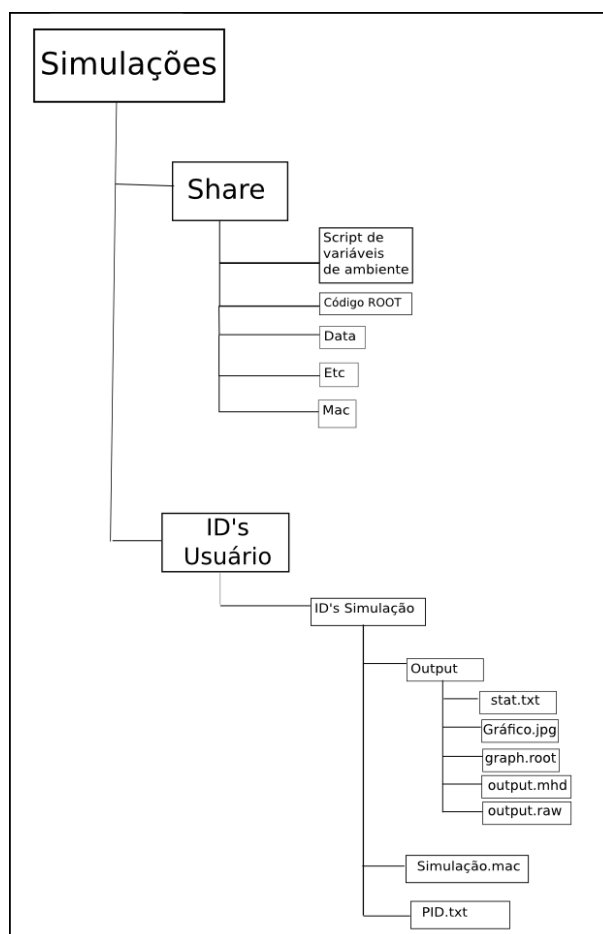 Simulações
Share
Script de
variáveis
de ambiente
Código ROOT
Data
Etc
Mac
ID's
Usuário
ID's Simulação
Output
stat.txt
Gráfico.jpg
graph.root
output.mhd
output.raw
Simulação.mac
PID.txt